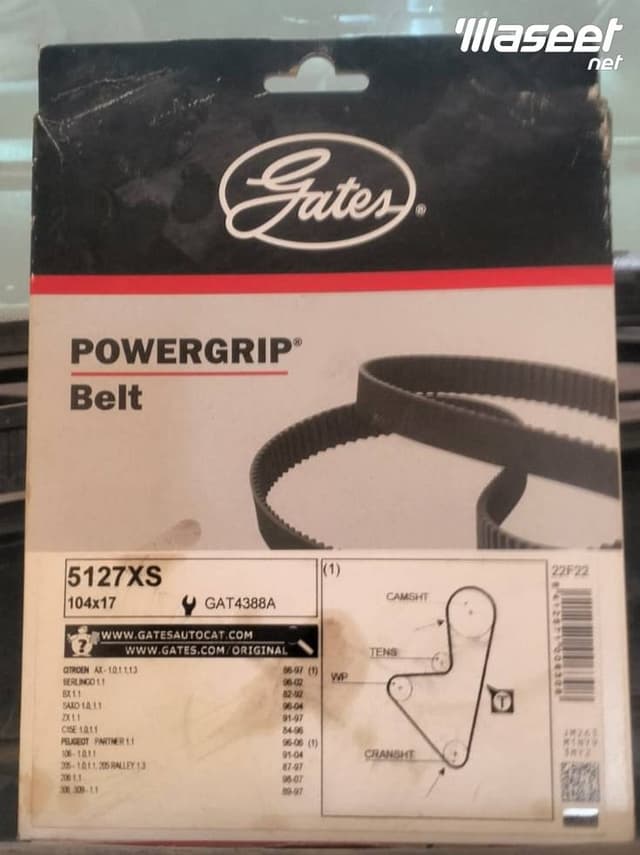 Waseet
net
Gates®
POWERGRIP®
Belt
5127XS
104x17
GAT4388A
WWW.GATESAUTOCAT.COM
WWW.GATES.COM/ORIGINAL
CITROEN AX - 1.0,1.1,1.3 86-97 (1)
BERLINGO 1.1 96-02
BX 1.1 82-92
SAXO 1.0, 1.1 96-04
ZX 1.1 91-97
C15E 1.0,1.1 84-96
PEUGEOT PARTNER 1.1 96-06 (1)
106 - 1.0,1.1 91-04
205 - 1.0,1.1, 205 RALLEY 1.3 87-97
206 1.1 98-07
306, 309 - 1.1 89-97
(1)
CAMSHT
TENS
WP
T
CRANSHT
22F22